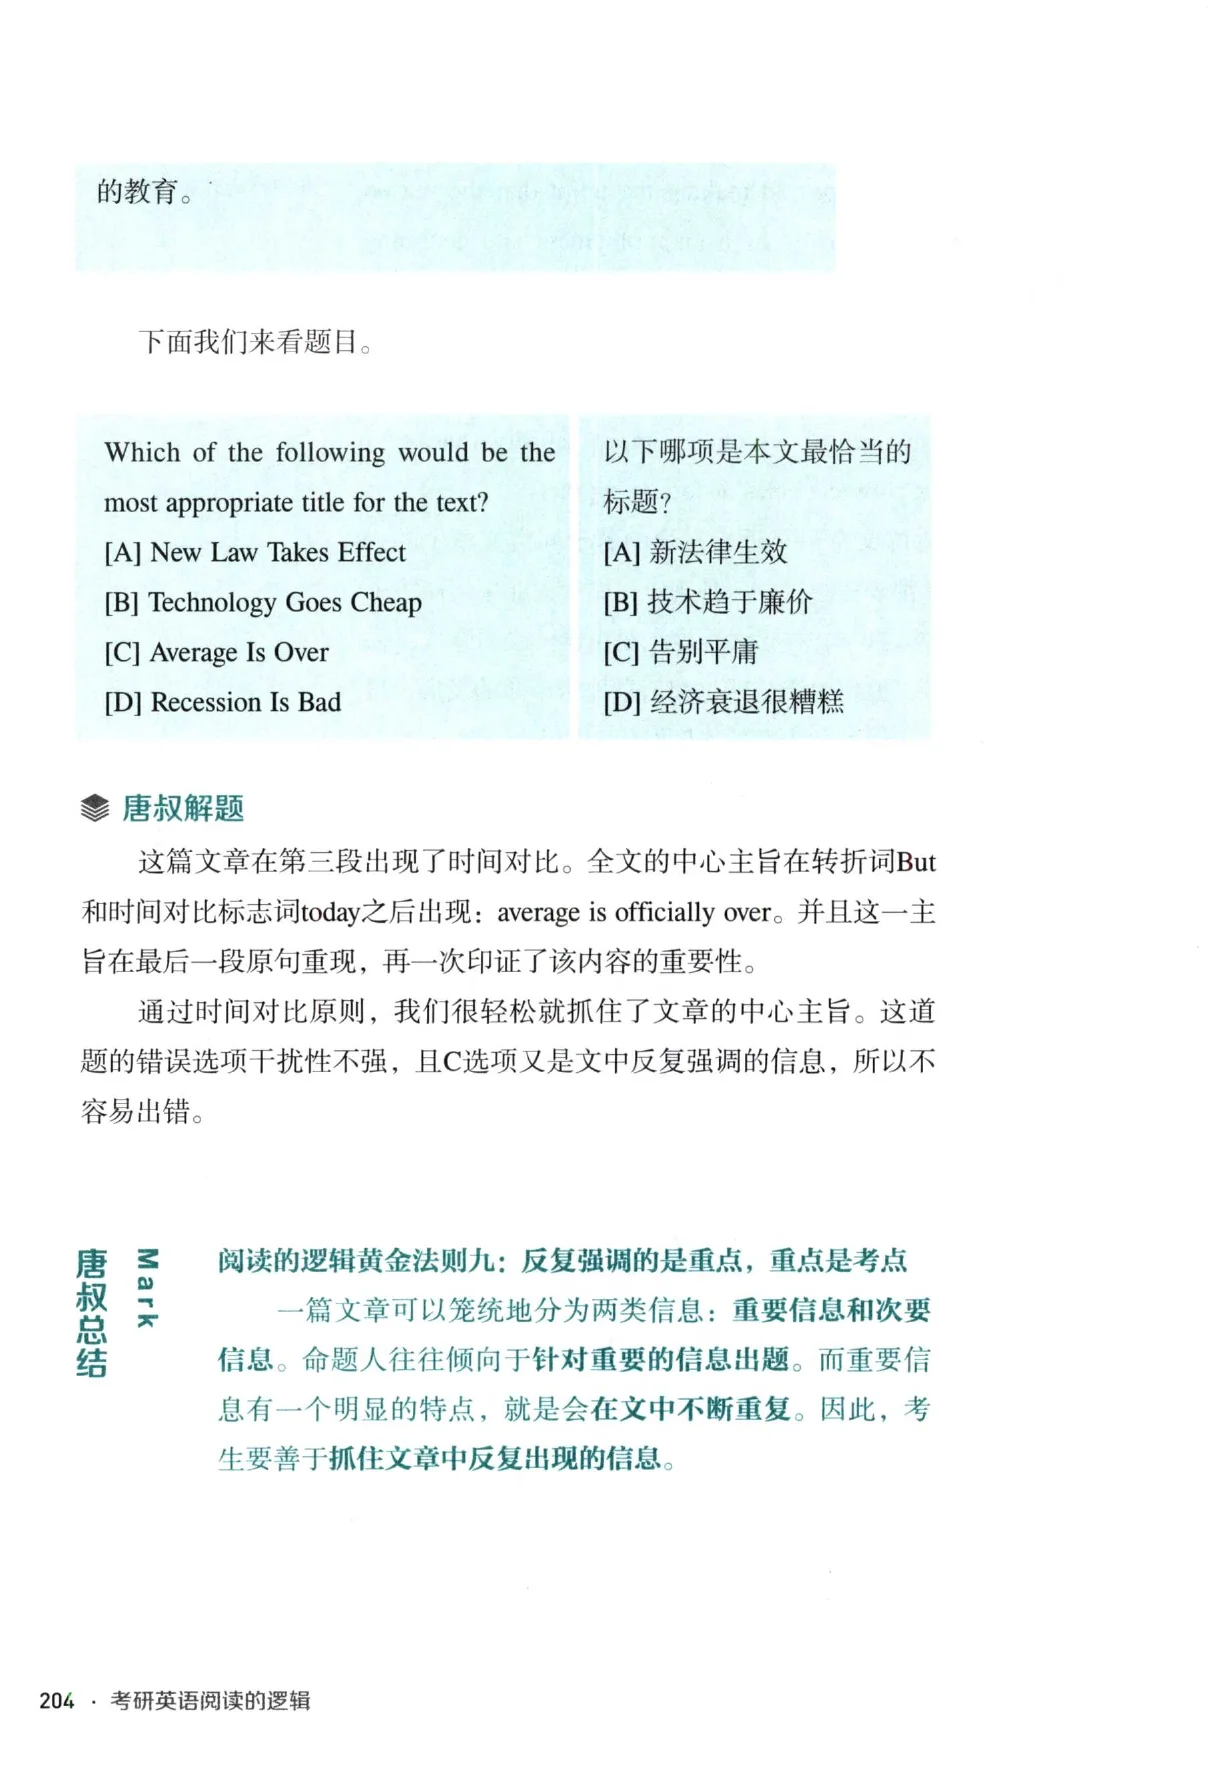 的教育。
下面我们来看题目。
Which of the following would be the
most appropriate title for the text?
[A] New Law Takes Effect
[B] Technology Goes Cheap
[C] Average Is Over
[D] Recession Is Bad
以下哪项是本文最恰当的
标题?
[A] 新法律生效
[B] 技术趋于廉价
[C] 告别平庸
[D] 经济衰退很糟糕
唐叔解题
这篇文章在第三段出现了时间对比。全文的中心主旨在转折词But
和时间对比标志词today之后出现：average is officially over。并且这一主
旨在最后一段原句重现，再一次印证了该内容的重要性。
通过时间对比原则，我们很轻松就抓住了文章的中心主旨。这道
题的错误选项干扰性不强，且C选项又是文中反复强调的信息，所以不
容易出错。
唐叔总结
Mark
阅读的逻辑黄金法则九：反复强调的是重点，重点是考点
一篇文章可以笼统地分为两类信息：重要信息和次要
信息。命题人往往倾向于针对重要的信息出题。而重要信
息有一个明显的特点，就是会在文中不断重复。因此，考
生要善于抓住文章中反复出现的信息。
204 · 考研英语阅读的逻辑